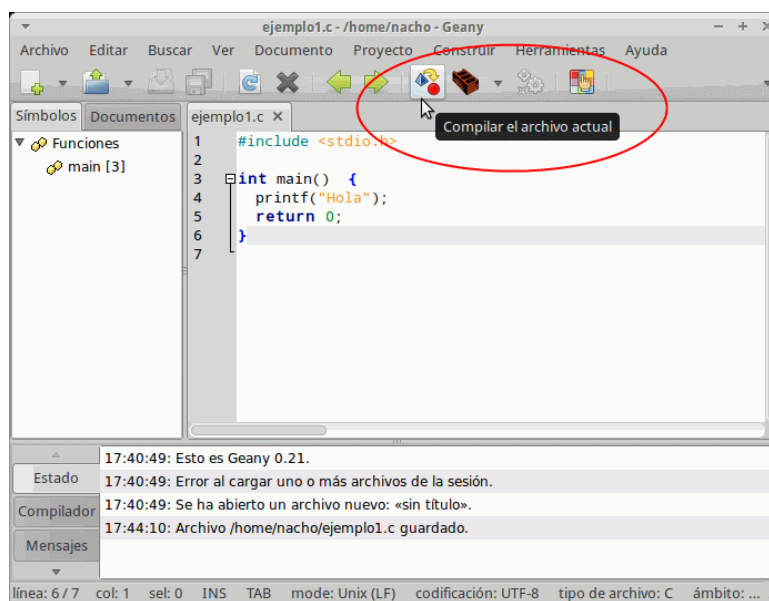 ejemplo1.c - /home/nacho - Geany
Archivo Editar Buscar Ver Documento Proyecto Construir Herramientas Ayuda
Símbolos Documentos ejemplo1.c
Compilar el archivo actual
Funciones
main [3]
1 #include <stdio.h>
2
3 int main() {
4 printf("Hola");
5 return 0;
6 }
7
17:40:49: Esto es Geany 0.21.
Estado 17:40:49: Error al cargar uno o más archivos de la sesión.
Compilador 17:40:49: Se ha abierto un archivo nuevo: «sin título».
17:44:10: Archivo /home/nacho/ejemplo1.c guardado.
Mensajes
línea: 6 / 7 col: 1 sel: 0 INS TAB mode: Unix (LF) codificación: UTF-8 tipo de archivo: C ámbito: ...